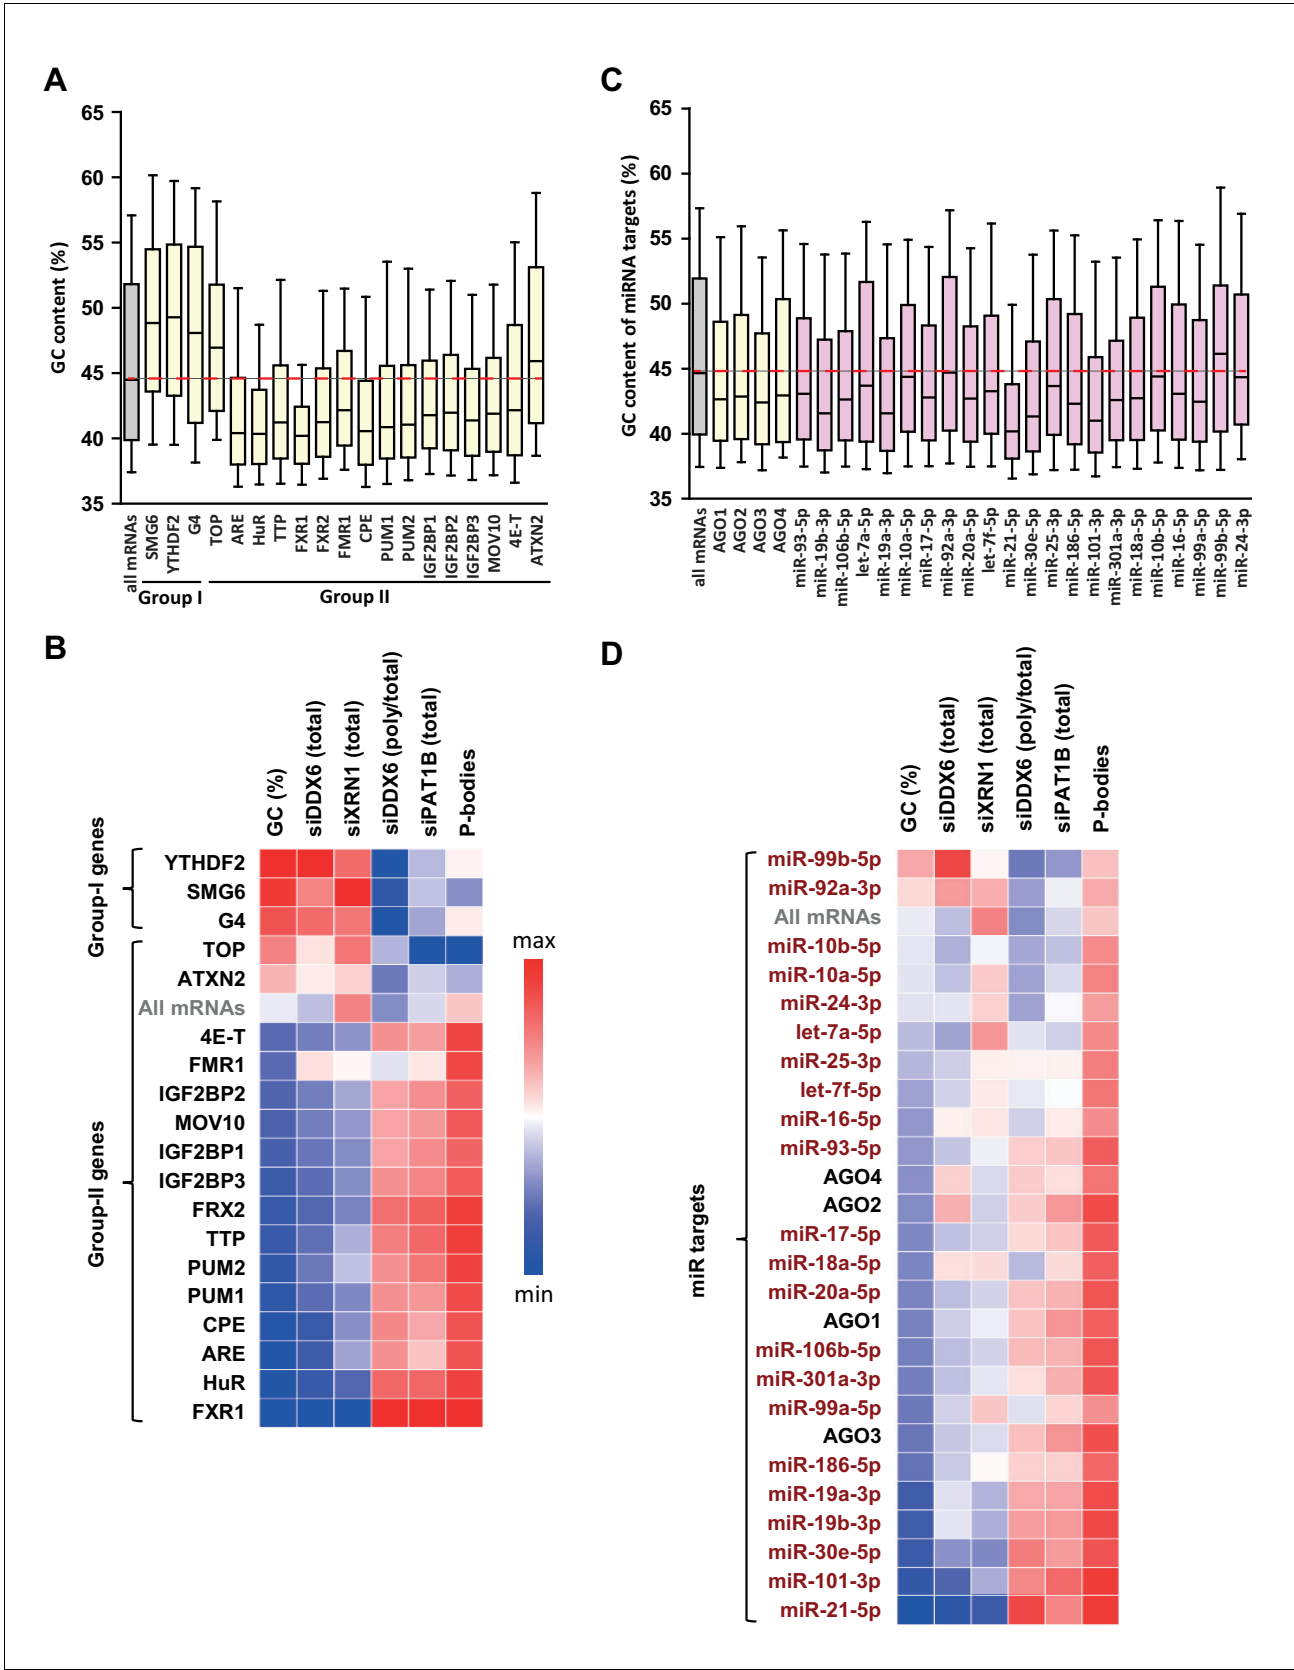 A
65
60
55
50
45
40
35
GC content (%)
all mRNAs
SMG6
YTHDF2
G4
TOP
ARE
HuR
TTP
FXR1
FXR2
FMR1
CPE
PUM1
PUM2
IGF2BP1
IGF2BP2
IGF2BP3
MOV10
4E-T
ATXN2
Group I
Group II
C
65
60
55
50
45
40
35
GC content of miRNA targets (%)
all mRNAs
AGO1
AGO2
AGO3
AGO4
miR-93-5p
miR-19b-3p
miR-106b-5p
let-7a-5p
miR-19a-3p
miR-10a-5p
miR-17-5p
miR-92a-3p
miR-20a-5p
let-7f-5p
miR-21-5p
miR-30e-5p
miR-25-3p
miR-186-5p
miR-101-3p
miR-301a-3p
miR-18a-5p
miR-10b-5p
miR-16-5p
miR-99a-5p
miR-99b-5p
miR-24-3p
B
GC (%)
siDDX6 (total)
siXRN1 (total)
siDDX6 (poly/total)
siPAT1B (total)
P-bodies
Group-I genes
YTHDF2
SMG6
G4
Group-II genes
TOP
ATXN2
All mRNAs
4E-T
FMR1
IGF2BP2
MOV10
IGF2BP1
IGF2BP3
FRX2
TTP
PUM2
PUM1
CPE
ARE
HuR
FXR1
max
min
D
GC (%)
siDDX6 (total)
siXRN1 (total)
siDDX6 (poly/total)
siPAT1B (total)
P-bodies
miR targets
miR-99b-5p
miR-92a-3p
All mRNAs
miR-10b-5p
miR-10a-5p
miR-24-3p
let-7a-5p
miR-25-3p
let-7f-5p
miR-16-5p
miR-93-5p
AGO4
AGO2
miR-17-5p
miR-18a-5p
miR-20a-5p
AGO1
miR-106b-5p
miR-301a-3p
miR-99a-5p
AGO3
miR-186-5p
miR-19a-3p
miR-19b-3p
miR-30e-5p
miR-101-3p
miR-21-5p